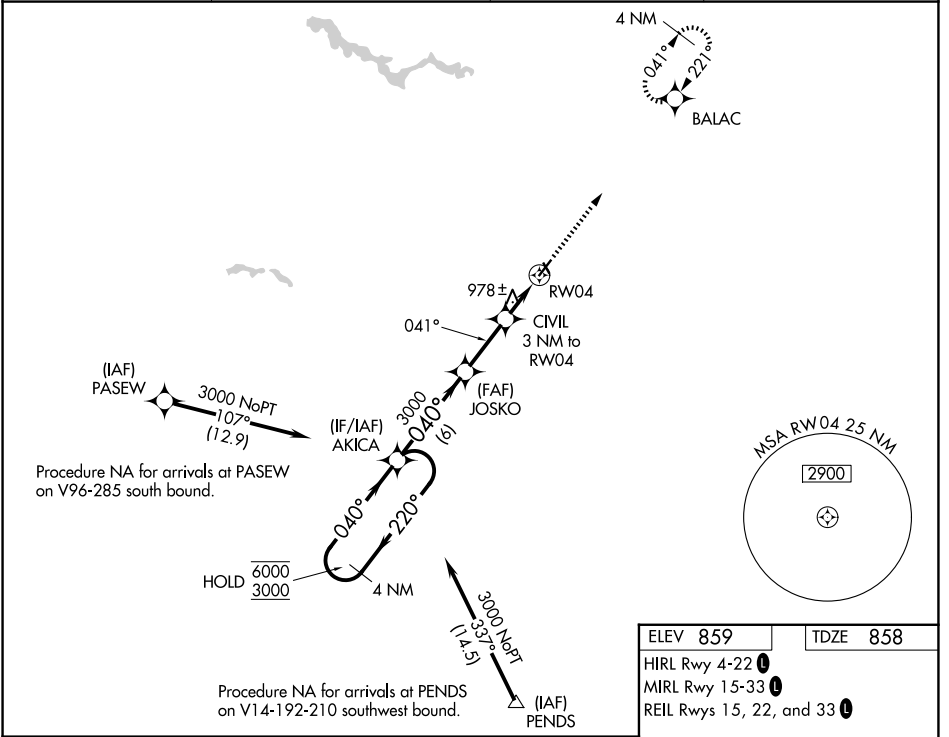 4 NM
041°
221°
BALAC
978±
RW04
041°
CIVIL
3 NM to
RW04
(IAF)
PASEW
3000 NoPT
107°
(12.9)
(FAF)
JOSKO
3000
040°
(6)
(IF/IAF)
AKICA
MSA RW04 25 NM
2900
Procedure NA for arrivals at PASEW
on V96-285 south bound.
040°
220°
HOLD
6000
3000
4 NM
3000 NoPT
337°
(14.5)
Procedure NA for arrivals at PENDS
on V14-192-210 southwest bound.
(IAF)
PENDS
ELEV 859
TDZE 858
HIRL Rwy 4-22 L
MIRL Rwy 15-33 L
REIL Rwys 15, 22, and 33 L